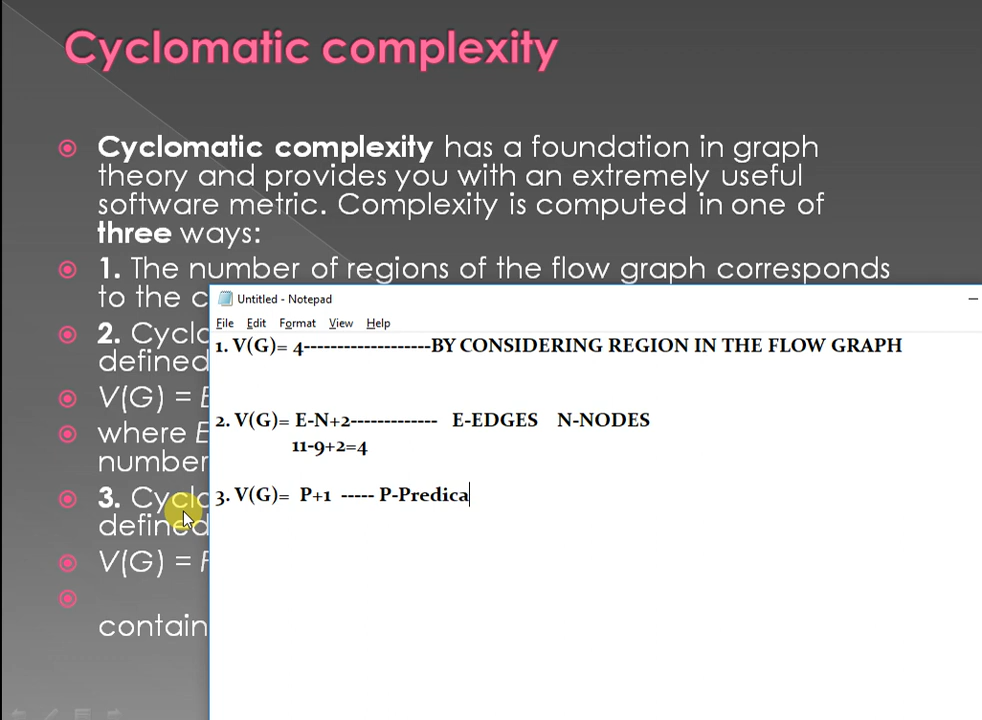 Cyclomatic complexity
Cyclomatic complexity has a foundation in graph
theory and provides you with an extremely useful
software metric. Complexity is computed in one of
three ways:
1. The number of regions of the flow graph corresponds
to the c
2. Cyclo
defined
V(G) = E
where E
number
3. Cyclo
defined
V(G) = P
contain
Untitled - Notepad
File Edit Format View Help
1. V(G)= 4-------------------BY CONSIDERING REGION IN THE FLOW GRAPH
2. V(G)= E-N+2------------- E-EDGES N-NODES
11-9+2=4
3. V(G)= P+1 ----- P-Predica